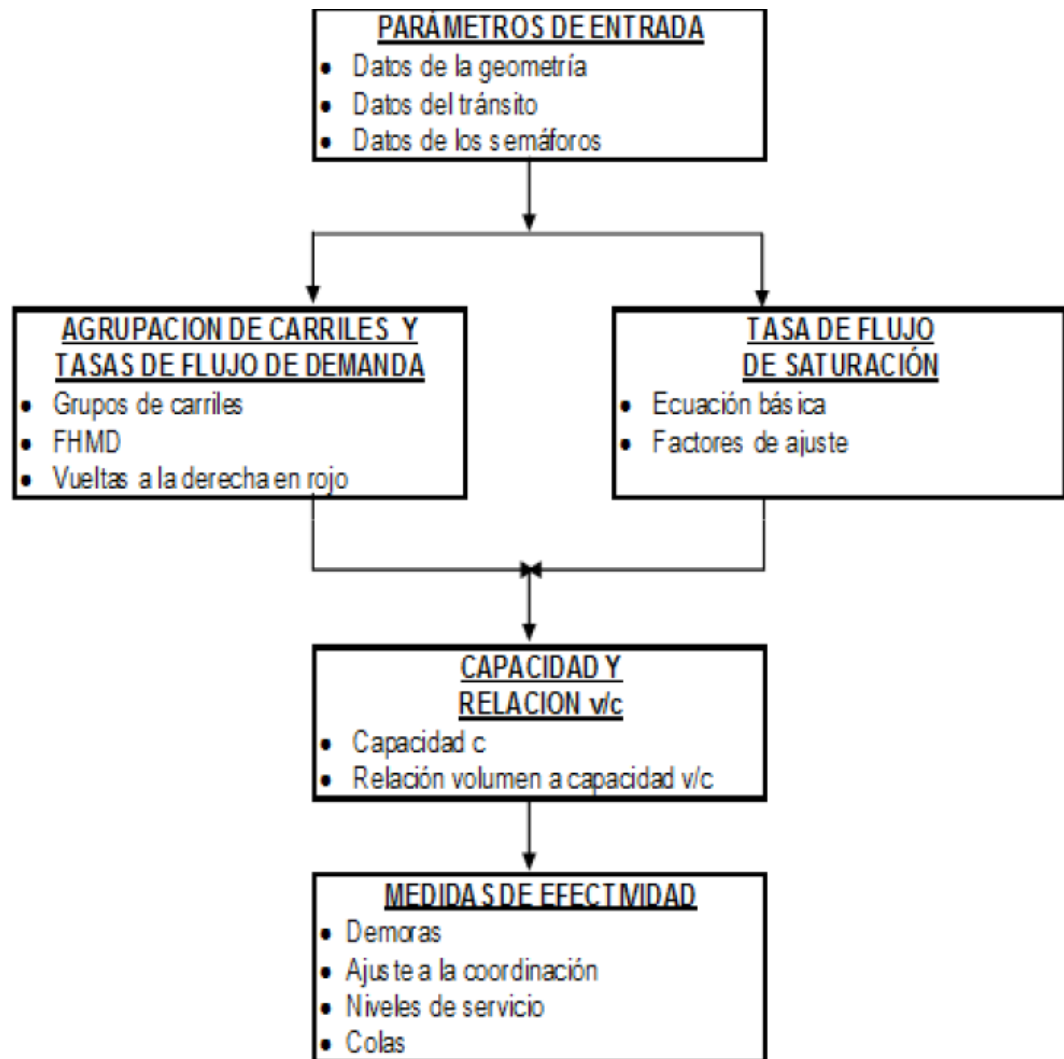 PARÁMETROS DE ENTRADA
• Datos de la geometría
• Datos del tránsito
• Datos de los semáforos
AGRUPACION DE CARRILES Y
TASAS DE FLUJO DE DEMANDA
• Grupos de carriles
• FHMD
• Vueltas a la derecha en rojo
TASA DE FLUJO
DE SATURACIÓN
• Ecuación básica
• Factores de ajuste
CAPACIDAD Y
RELACION v/c
• Capacidad c
• Relación volumen a capacidad v/c
MEDIDAS DE EFECTIVIDAD
• Demoras
• Ajuste a la coordinación
• Niveles de servicio
• Colas